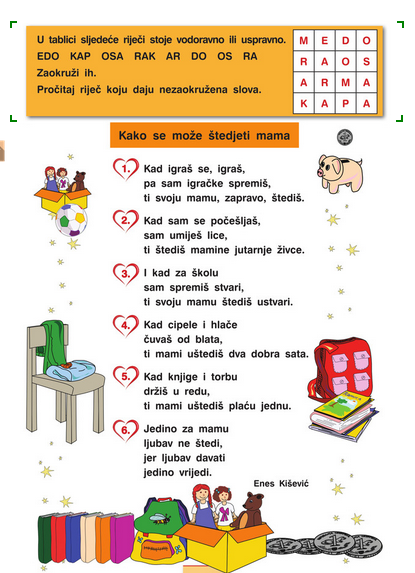 U tablici sljedeće riječi stoje vodoravno ili uspravno.
EDO KAP OSA RAK AR DO OS RA
Zaokruži ih.
Pročitaj riječ koju daju nezaokružena slova.
M E D O
R A O S
A R M A
K A P A
Kako se može štedjeti mama
1. Kad igraš se, igraš,
pa sam igračke spremiš,
ti svoju mamu, zapravo, štediš.
2. Kad sam se počešljaš,
sam umiješ lice,
ti štediš mamine jutarnje živce.
3. I kad za školu
sam spremiš stvari,
ti svoju mamu štediš ustvari.
4. Kad cipele i hlače
čuvaš od blata,
ti mami uštediš dva dobra sata.
5. Kad knjige i torbu
držiš u redu,
ti mami uštediš plaću jednu.
6. Jedino za mamu
ljubav ne štedi,
jer ljubav davati
jedino vrijedi.
Enes Kišević